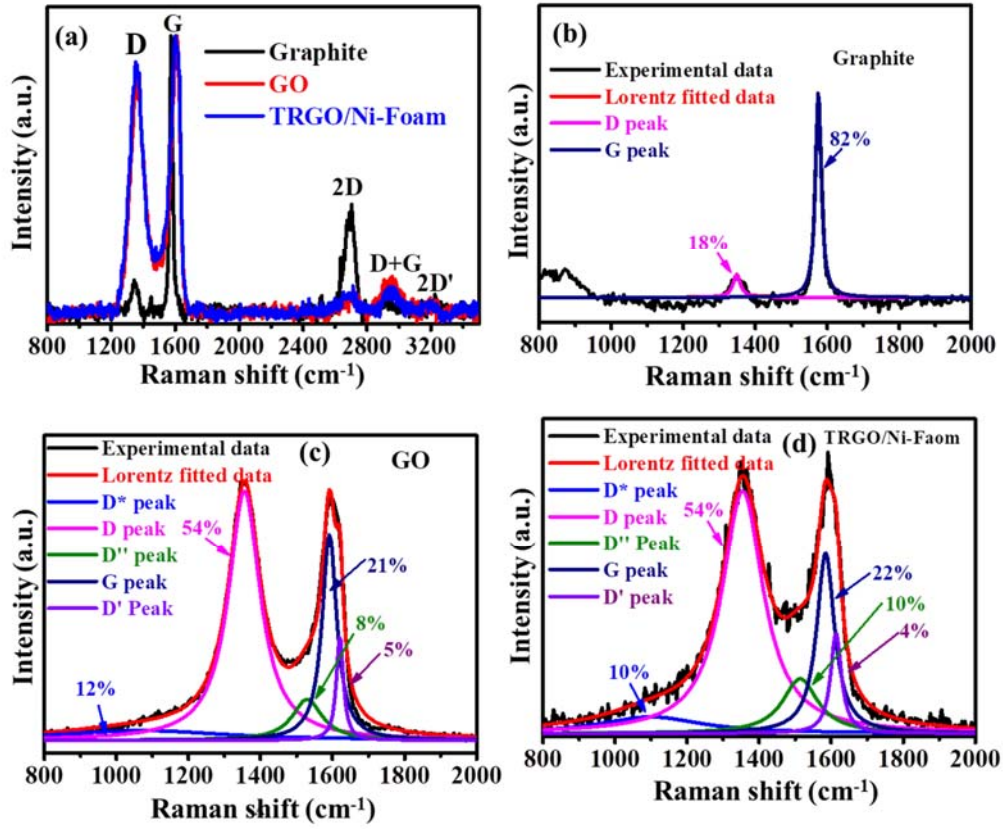 (a)
D
G
Graphite
GO
TRGO/Ni-Foam
2D
D+G
2D'
Intensity (a.u.)
800 1200 1600 2000 2400 2800 3200
Raman shift (cm-1)
(b)
Graphite
Experimental data
Lorentz fitted data
D peak
G peak
82%
18%
Intensity (a.u.)
800 1000 1200 1400 1600 1800 2000
Raman shift (cm-1)
(c)
GO
Experimental data
Lorentz fitted data
D* peak
D peak
D'' peak
G peak
D' Peak
54%
21%
8%
5%
12%
Intensity (a.u.)
800 1000 1200 1400 1600 1800 2000
Raman shift (cm-1)
(d)
TRGO/Ni-Faom
Experimental data
Lorentz fitted data
D* peak
D peak
D'' Peak
G peak
D' peak
54%
22%
10%
4%
10%
Intensity (a.u.)
800 1000 1200 1400 1600 1800 2000
Raman shift (cm-1)